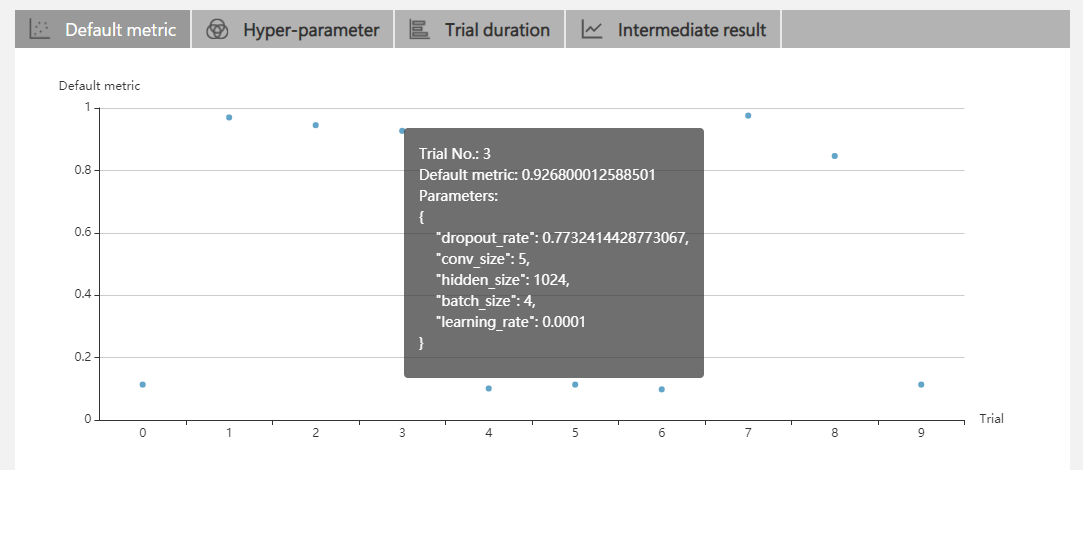 Default metric Hyper-parameter Trial duration Intermediate result
Default metric
1
0.8
0.6
0.4
0.2
0
Trial No.: 3
Default metric: 0.926800012588501
Parameters:
{
"dropout_rate": 0.7732414428773067,
"conv_size": 5,
"hidden_size": 1024,
"batch_size": 4,
"learning_rate": 0.0001
}
0 1 2 3 4 5 6 7 8 9
Trial